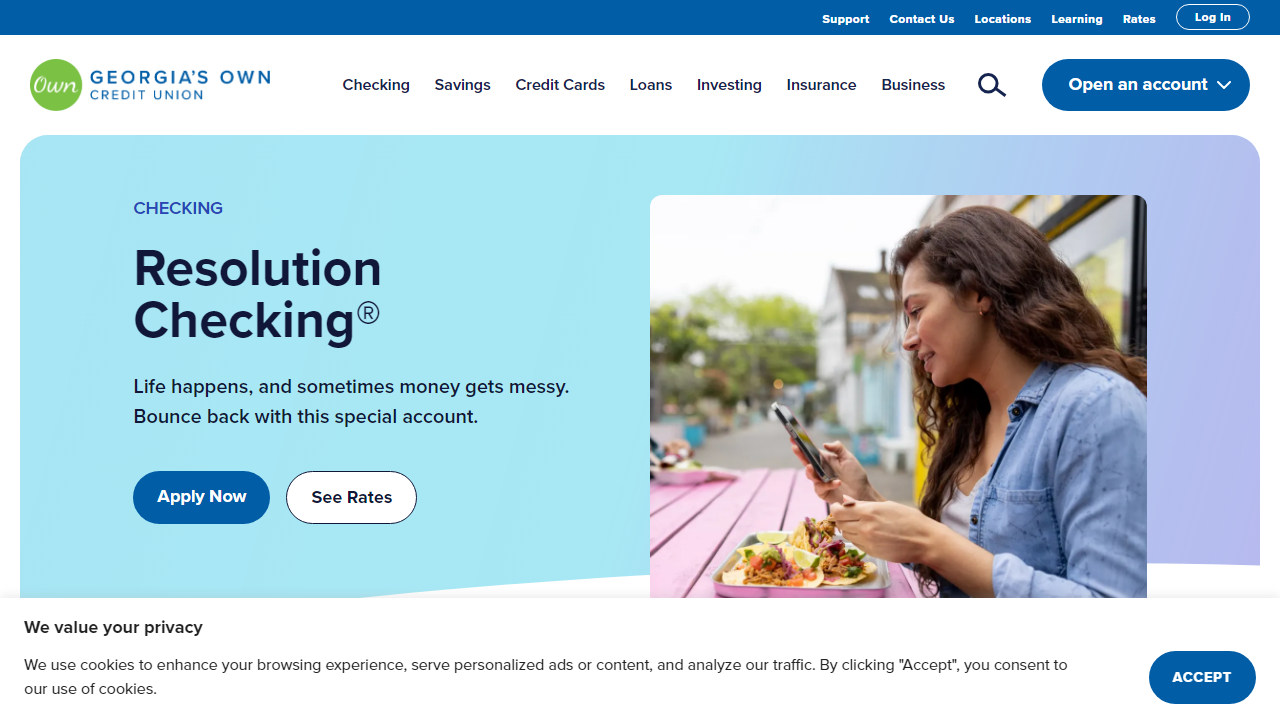 Support Contact Us Locations Learning Rates Log In
Own GEORGIA'S OWN
CREDIT UNION
Checking Savings Credit Cards Loans Investing Insurance Business Open an account
CHECKING
Resolution
Checking®
Life happens, and sometimes money gets messy.
Bounce back with this special account.
Apply Now See Rates
We value your privacy
We use cookies to enhance your browsing experience, serve personalized ads or content, and analyze our traffic. By clicking "Accept", you consent to
our use of cookies.
ACCEPT